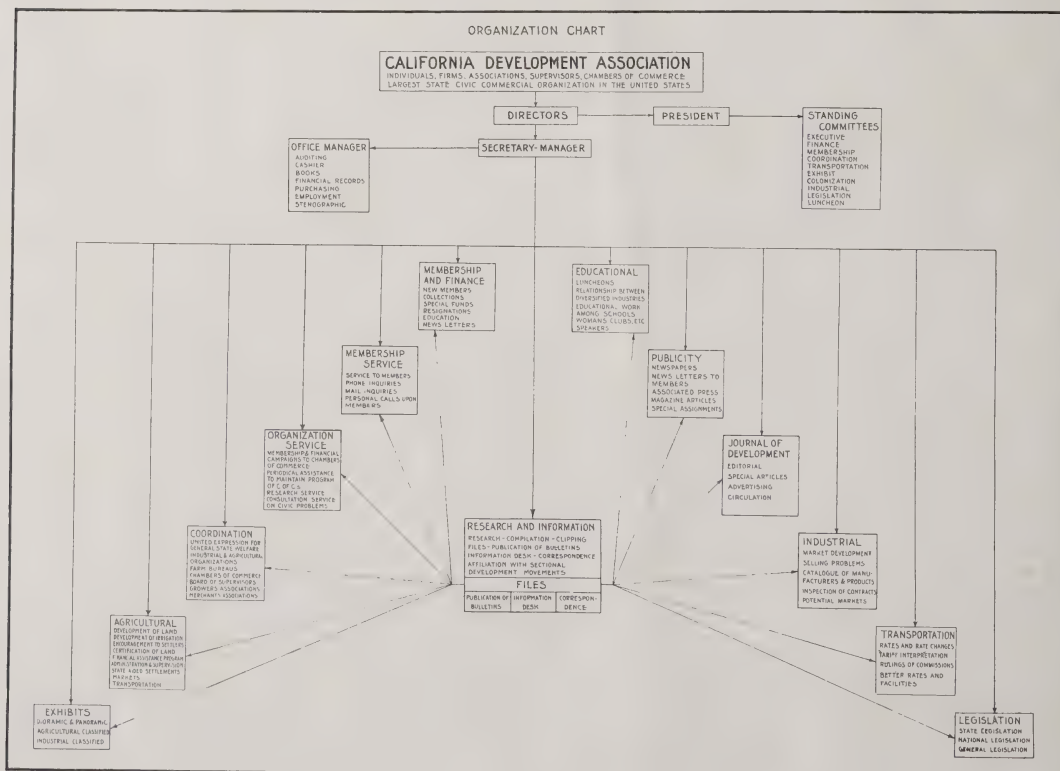 ORGANIZATION CHART
CALIFORNIA DEVELOPMENT ASSOCIATION
INDIVIDUALS, FIRMS, ASSOCIATIONS, SUPERVISORS, CHAMBERS OF COMMERCE
LARGEST STATE CIVIC COMMERCIAL ORGANIZATION IN THE UNITED STATES
DIRECTORS
PRESIDENT
STANDING
COMMITTEES
EXECUTIVE
FINANCE
MEMBERSHIP
COORDINATION
TRANSPORTATION
EXHIBIT
COLONIZATION
INDUSTRIAL
LEGISLATION
LUNCHEON
OFFICE MANAGER
AUDITING
CASHIER
BOOKS
FINANCIAL RECORDS
PURCHASING
EMPLOYMENT
STENOGRAPHIC
SECRETARY-MANAGER
MEMBERSHIP
AND FINANCE
NEW MEMBERS
COLLECTIONS
SPECIAL FUNDS
RESIGNATIONS
EDUCATION
NEWS LETTERS
EDUCATIONAL
LUNCHEONS
RELATIONSHIP BETWEEN
DIVERSIFIED INDUSTRIES
EDUCATIONAL WORK
AMONG SCHOOLS
WOMANS CLUBS, ETC
SPEAKERS
MEMBERSHIP
SERVICE
SERVICE TO MEMBERS
PHONE INQUIRIES
MAIL INQUIRIES
PERSONAL CALLS UPON
MEMBERS
PUBLICITY
NEWSPAPERS
NEWS LETTERS TO
MEMBERS
ASSOCIATED PRESS
MAGAZINE ARTICLES
SPECIAL ASSIGNMENTS
ORGANIZATION
SERVICE
MEMBERSHIP & FINANCIAL
CAMPAIGNS TO CHAMBERS
OF COMMERCE
PERIODICAL ASSISTANCE
TO MAINTAIN PROGRAM
OF C OF C.S
RESEARCH SERVICE
CONSULTATION SERVICE
ON CIVIC PROBLEMS
JOURNAL OF
DEVELOPMENT
EDITORIAL
SPECIAL ARTICLES
ADVERTISING
CIRCULATION
COORDINATION
UNITED EXPRESSION FOR
GENERAL STATE WELFARE
INDUSTRIAL & AGRICULTURAL
ORGANIZATIONS
FARM BUREAUS
CHAMBERS OF COMMERCE
BOARD OF SUPERVISORS
GROWERS ASSOCIATIONS
MERCHANTS ASSOCIATIONS
RESEARCH AND INFORMATION
RESEARCH - COMPILATION - CLIPPING
FILES - PUBLICATION OF BULLETINS
INFORMATION DESK - CORRESPONDENCE
AFFILIATION WITH SECTIONAL
DEVELOPMENT MOVEMENTS
FILES
PUBLICATION OF
BULLETINS
INFORMATION
DESK
CORRESPON-
DENCE
INDUSTRIAL
MARKET DEVELOPMENT
SELLING PROBLEMS
CATALOGUE OF MANU-
FACTURERS & PRODUCTS
INSPECTION OF CONTRACTS
POTENTIAL MARKETS
AGRICULTURAL
DEVELOPMENT OF LAND
DEVELOPMENT OF IRRIGATION
ENCOURAGEMENT TO SETTLERS
CERTIFICATION OF LAND
FINANCIAL ASSISTANCE PROGRAM
ADMINISTRATION & SUPERVISION
STATE AIDED SETTLEMENTS
MARKETS
TRANSPORTATION
TRANSPORTATION
RATES AND RATE CHANGES
TARIFF INTERPRETATION
RULINGS OF COMMISSIONS
BETTER RATES AND
FACILITIES
EXHIBITS
DIORAMIC & PANORAMIC
AGRICULTURAL CLASSIFIED
INDUSTRIAL CLASSIFIED
LEGISLATION
STATE LEGISLATION
NATIONAL LEGISLATION
GENERAL LEGISLATION